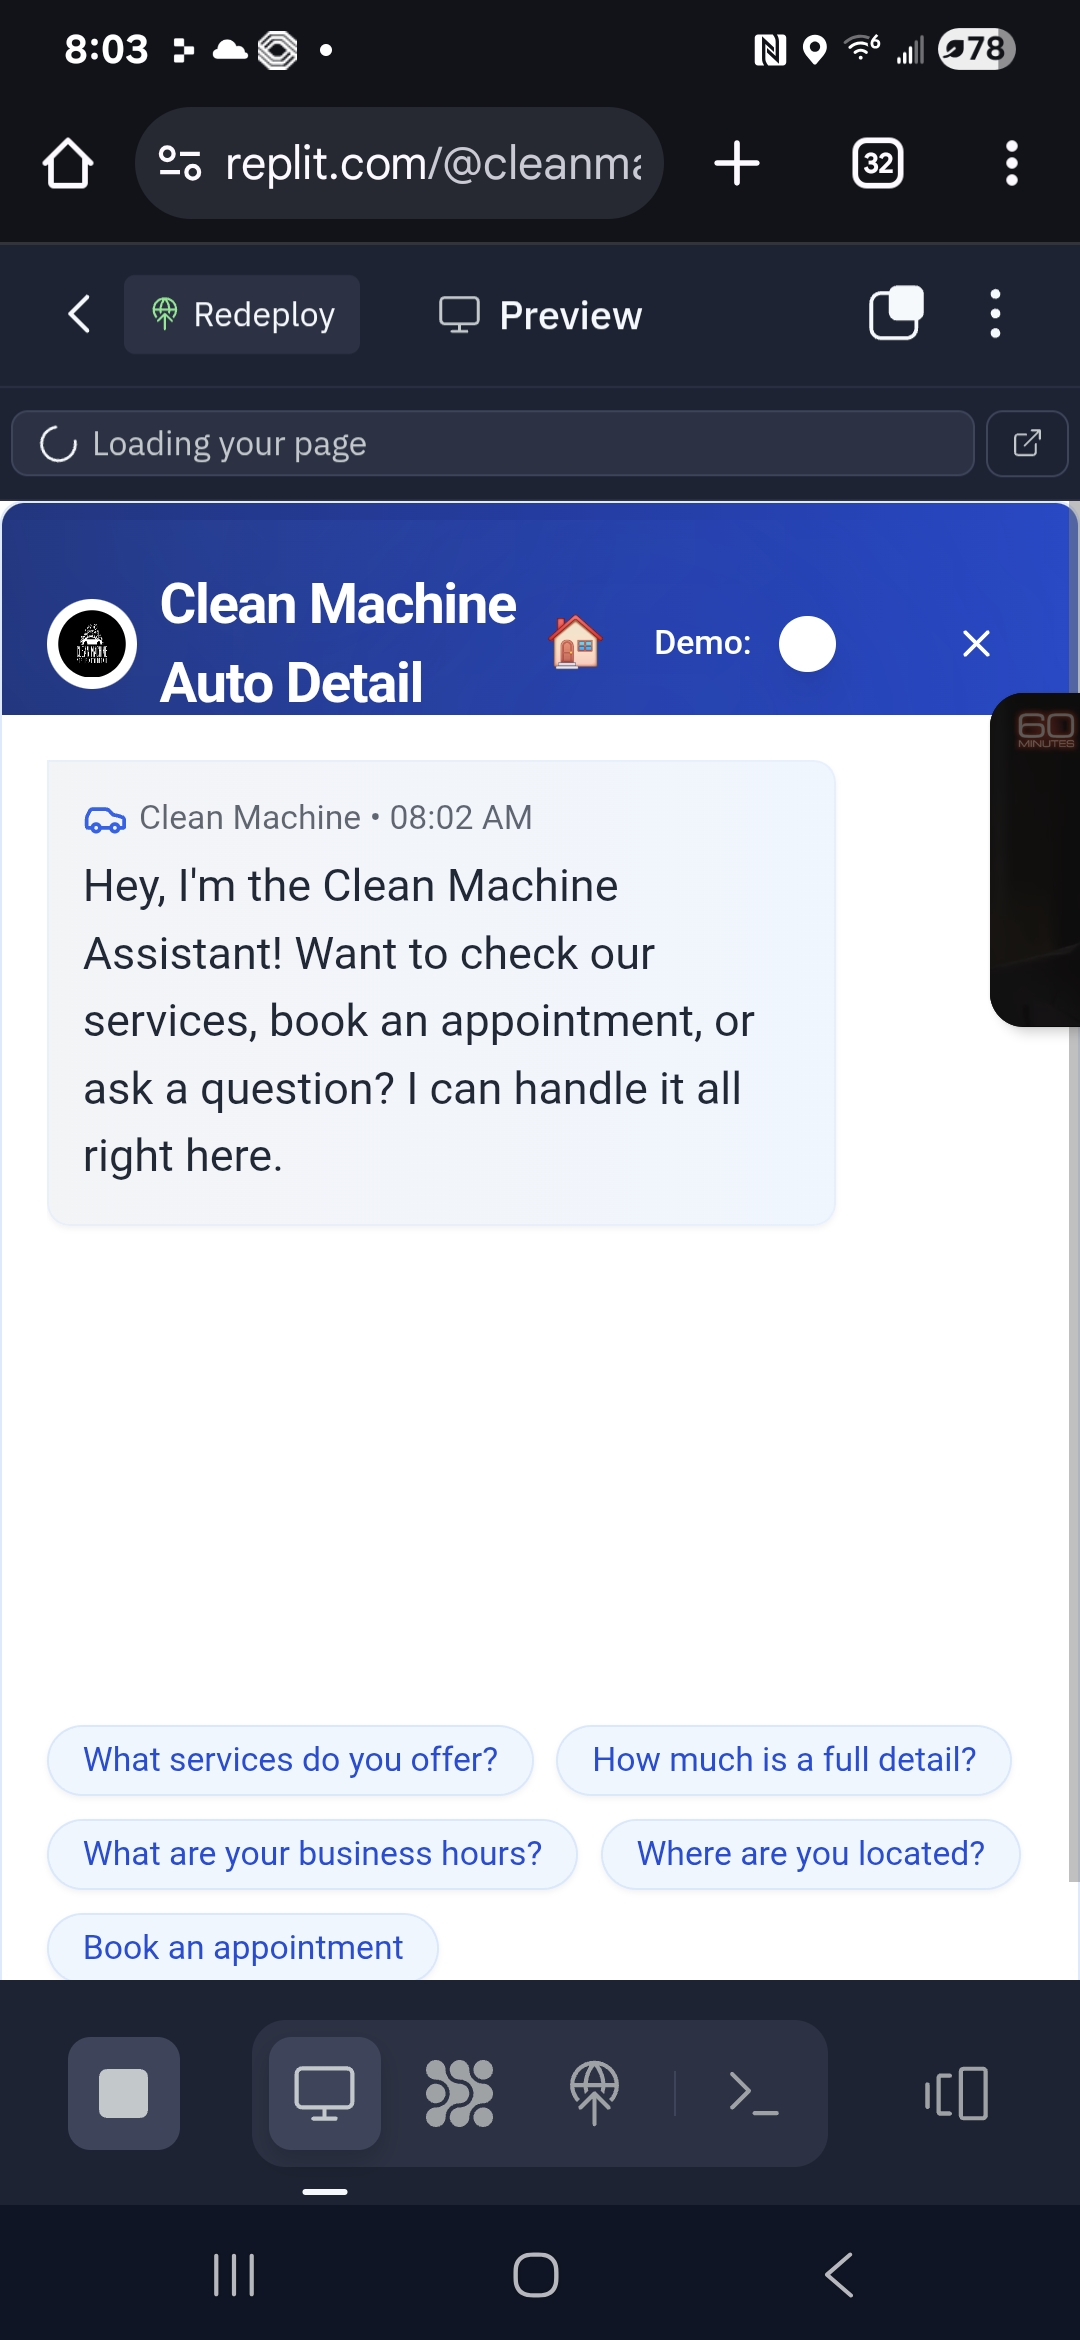 8:03
6
78
replit.com/@cleanma
32
Redeploy
Preview
Loading your page
Clean Machine
Auto Detail
Demo:
60
MINUTES
Clean Machine • 08:02 AM
Hey, I'm the Clean Machine
Assistant! Want to check our
services, book an appointment, or
ask a question? I can handle it all
right here.
What services do you offer?
How much is a full detail?
What are your business hours?
Where are you located?
Book an appointment